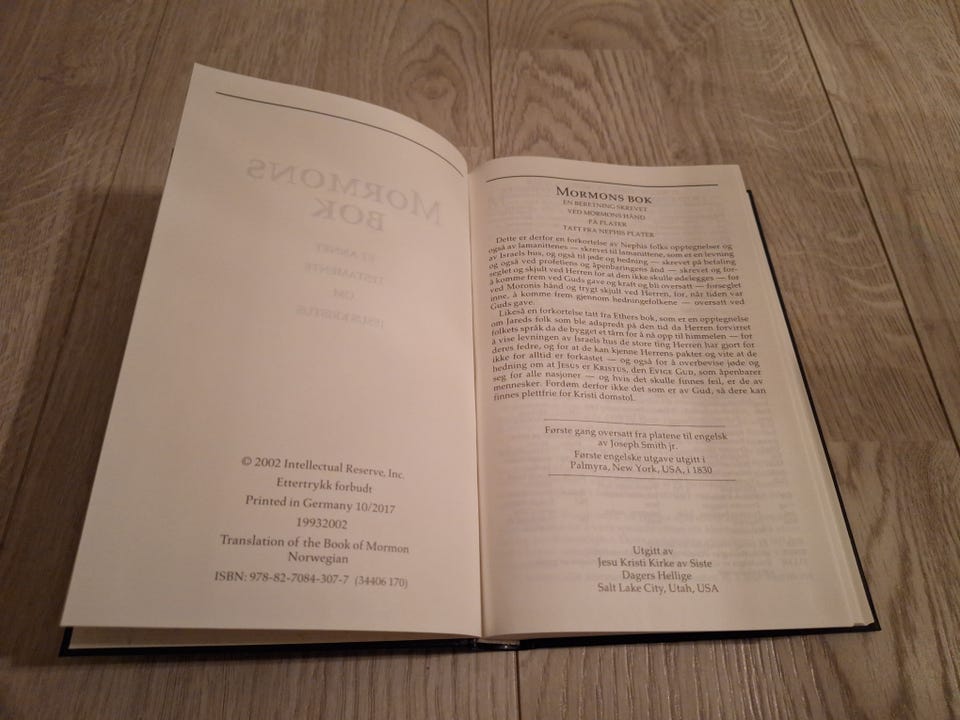 © 2002 Intellectual Reserve, Inc.
Ettertrykk forbudt
Printed in Germany 10/2017
19932002
Translation of the Book of Mormon
Norwegian
ISBN: 978-82-7084-307-7 (34406 170)
MORMONS BOK
EN BERETNING SKREVET
VED MORMONS HÅND
PÅ PLATER
TATT FRA NEPHIS PLATER
Dette er derfor en forkortelse av Nephis folks opptegnelser og
også av lamanittenes — skrevet til lamanittene, som er en levning
av Israels hus, og også til jøde og hedning — skrevet på befaling
og også ved profetiens og åpenbaringens ånd — skrevet og for-
seglet og skjult ved Herren for at den ikke skulle ødelegges — for
å komme frem ved Guds gave og kraft og bli oversatt — forseglet
ved Moronis hånd og trygt skjult ved Herren, for, når tiden var
inne, å komme frem gjennom hedningefolkene — oversatt ved
Guds gave.
Likeså en forkortelse tatt fra Ethers bok, som er en opptegnelse
om Jareds folk som ble adspredt på den tid da Herren forvirret
folkets språk da de bygget et tårn for å nå opp til himmelen — for
å vise levningen av Israels hus de store ting Herren har gjort for
deres fedre, og for at de kan kjenne Herrens pakter og vite at de
ikke for alltid er forkastet — og også for å overbevise jøde og
hedning om at JESUS er KRISTUS, den EVIGE GUD, som åpenbarer
seg for alle nasjoner — og hvis det skulle finnes feil, er de av
mennesker. Fordøm derfor ikke det som er av Gud, så dere kan
finnes plettfrie for Kristi domstol.
Første gang oversatt fra platene til engelsk
av Joseph Smith jr.
Første engelske utgave utgitt i
Palmyra, New York, USA, i 1830
Utgitt av
Jesu Kristi Kirke av Siste
Dagers Hellige
Salt Lake City, Utah, USA